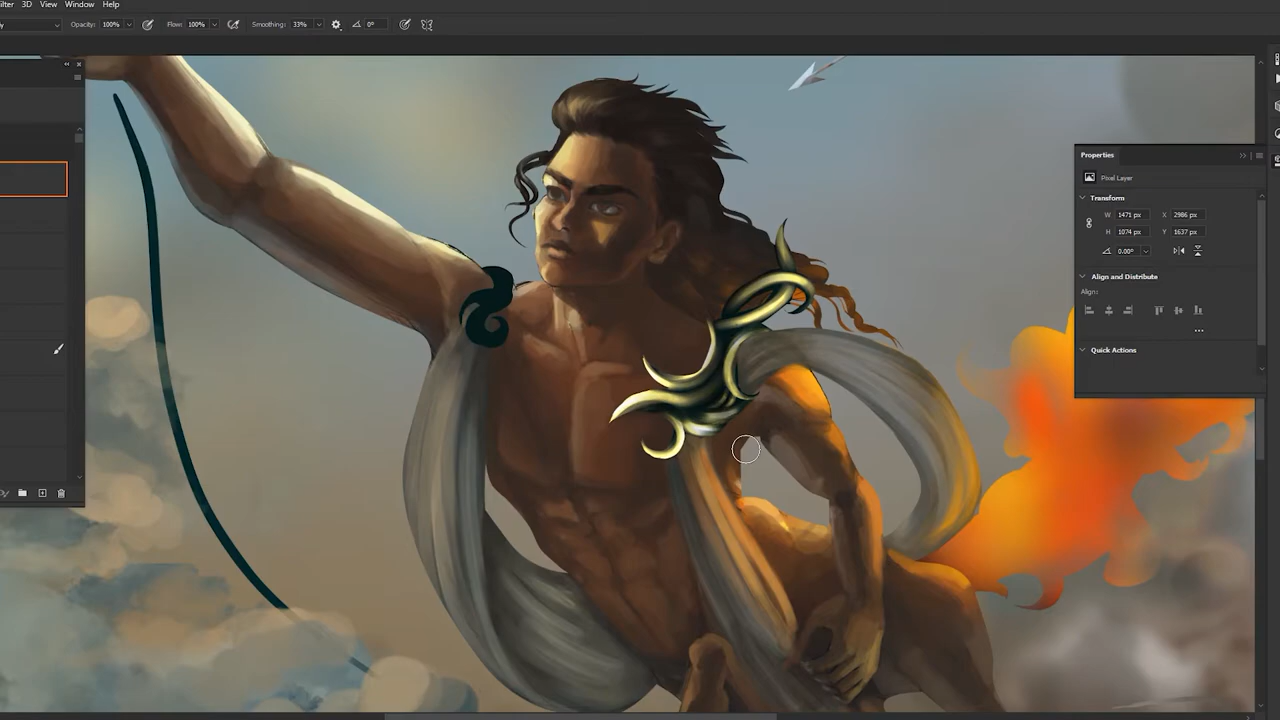 3D View Window Help
Opacity: 100% Flow: 100% Smoothing: 33% 0°
Properties
Pixel Layer
Transform
W 1471 px X 2986 px
H 1074 px Y 1637 px
0.00°
Align and Distribute
Align:
Quick Actions